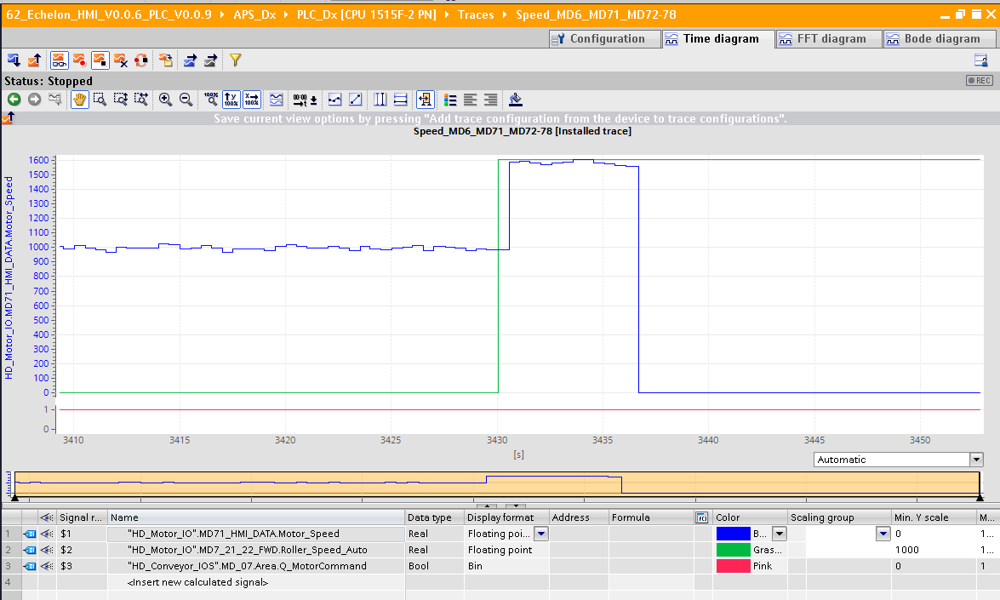 62_Echelon_HMI_V0.0.6_PLC_V0.0.9 ▸ APS_Dx ▸ PLC_Dx [CPU 1515F-2 PN] ▸ Traces ▸ Speed_MD6_MD71_MD72-78
Configuration Time diagram FFT diagram Bode diagram
Status: Stopped
REC
Save current view options by pressing "Add trace configuration from the device to trace configurations".
Speed_MD6_MD71_MD72-78 [Installed trace]
HD_Motor_IO.MD71_HMI_DATA.Motor_Speed
1600
1500
1400
1300
1200
1100
1000
900
800
700
600
500
400
300
200
100
0
1
0
3410 3415 3420 3425 3430 3435 3440 3445 3450
[s]
Automatic
Signal r... Name Data type Display format Address Formula Color Scaling group Min. Y scale M...
1 $1 "HD_Motor_IO".MD71_HMI_DATA.Motor_Speed Real Floating poi... B... 0 1...
2 $2 "HD_Motor_IO".MD7_21_22_FWD.Roller_Speed_Auto Real Floating point Gras... 1000 1...
3 $3 "HD_Conveyor_IOS".MD_07.Area.Q_MotorCommand Bool Bin Pink 0 1
4 <Insert new calculated signal>